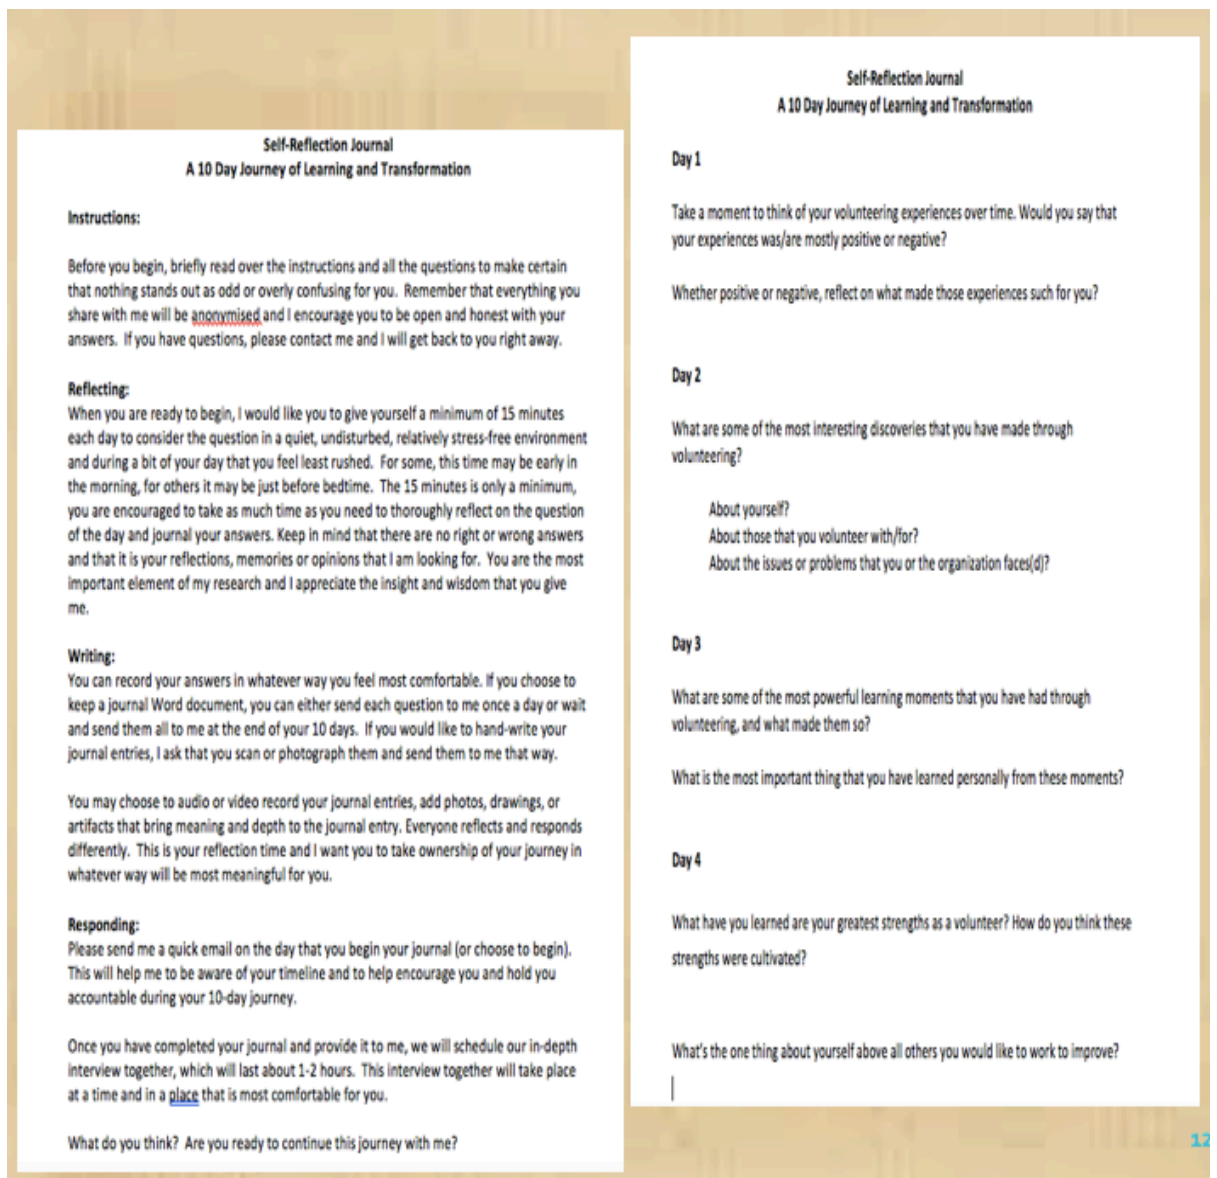 Self-Reflection Journal
A 10 Day Journey of Learning and Transformation
Instructions:
Before you begin, briefly read over the instructions and all the questions to make certain
that nothing stands out as odd or overly confusing for you.  Remember that everything you
share with me will be anonymised and I encourage you to be open and honest with your
answers.  If you have questions, please contact me and I will get back to you right away.
Reflecting:
When you are ready to begin, I would like you to give yourself a minimum of 15 minutes
each day to consider the question in a quiet, undisturbed, relatively stress-free environment
and during a bit of your day that you feel least rushed.  For some, this time may be early in
the morning, for others it may be just before bedtime.  The 15 minutes is only a minimum,
you are encouraged to take as much time as you need to thoroughly reflect on the question
of the day and journal your answers. Keep in mind that there are no right or wrong answers
and that it is your reflections, memories or opinions that I am looking for.  You are the most
important element of my research and I appreciate the insight and wisdom that you give
me.
Writing:
You can record your answers in whatever way you feel most comfortable. If you choose to
keep a journal Word document, you can either send each question to me once a day or wait
and send them all to me at the end of your 10 days.  If you would like to hand-write your
journal entries, I ask that you scan or photograph them and send them to me that way.
You may choose to audio or video record your journal entries, add photos, drawings, or
artifacts that bring meaning and depth to the journal entry. Everyone reflects and responds
differently.  This is your reflection time and I want you to take ownership of your journey in
whatever way will be most meaningful for you.
Responding:
Please send me a quick email on the day that you begin your journal (or choose to begin).
This will help me to be aware of your timeline and to help encourage you and hold you
accountable during your 10-day journey.
Once you have completed your journal and provide it to me, we will schedule our in-depth
interview together, which will last about 1-2 hours.  This interview together will take place
at a time and in a place that is most comfortable for you.
What do you think?  Are you ready to continue this journey with me?
Self-Reflection Journal
A 10 Day Journey of Learning and Transformation
Day 1
Take a moment to think of your volunteering experiences over time. Would you say that
your experiences was/are mostly positive or negative?
Whether positive or negative, reflect on what made those experiences such for you?
Day 2
What are some of the most interesting discoveries that you have made through
volunteering?
About yourself?
About those that you volunteer with/for?
About the issues or problems that you or the organization faces(d)?
Day 3
What are some of the most powerful learning moments that you have had through
volunteering, and what made them so?
What is the most important thing that you have learned personally from these moments?
Day 4
What have you learned are your greatest strengths as a volunteer? How do you think these
strengths were cultivated?
What's the one thing about yourself above all others you would like to work to improve?
12